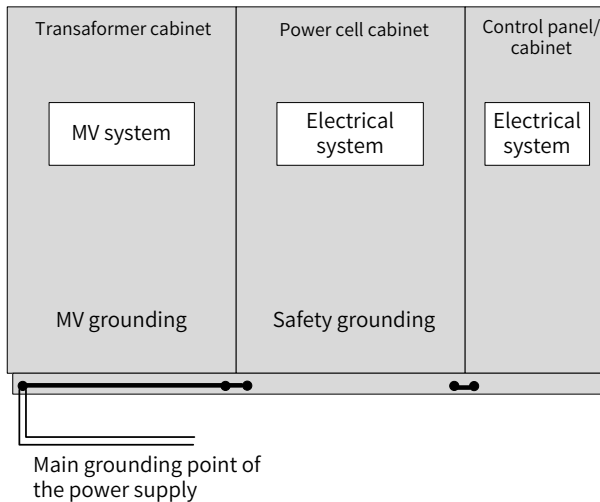 Transaformer cabinet
Power cell cabinet
Control panel/
cabinet
MV system
Electrical
system
Electrical
system
MV grounding
Safety grounding
Main grounding point of
the power supply